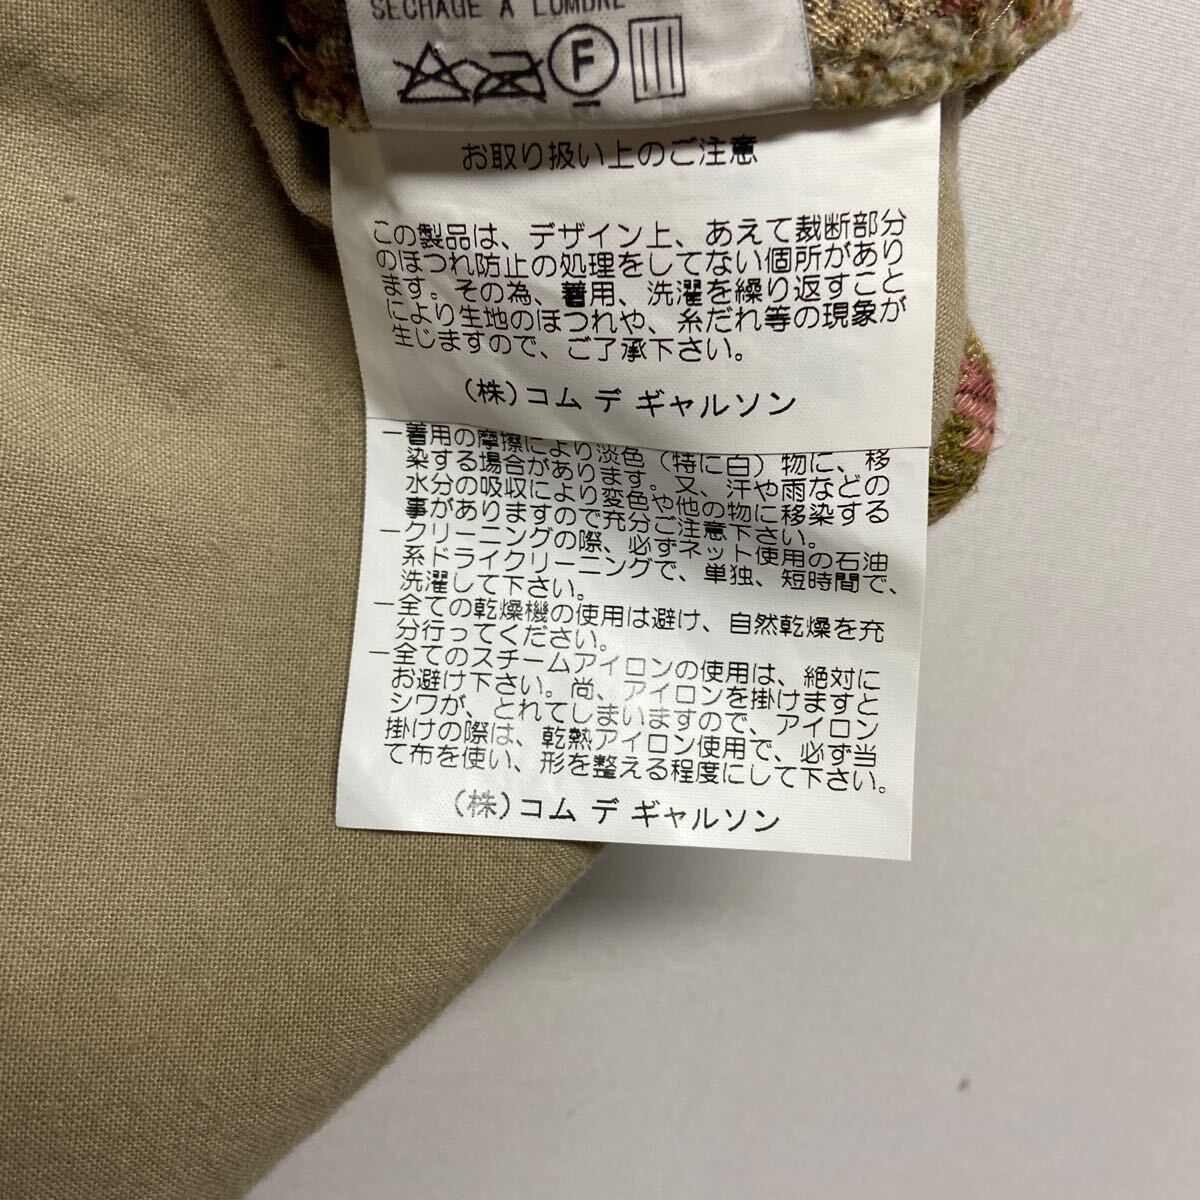 SECHAGE A L'OMBRE
F
お取り扱い上のご注意
この製品は、デザイン上、あえて裁断部分
のほつれ防止の処理をしてない個所があり
ます。その為、着用、洗濯を繰り返すこと
により生地のほつれや、糸だれ等の現象が
生じますので、ご了承下さい。
(株)コム デ ギャルソン
－着用の摩擦により淡色（特に白）物に、移
染する場合があります。又、汗や雨などの
水分の吸収により変色や他の物に移染する
事がありますので充分ご注意下さい。
－クリーニングの際、必ずネット使用の石油
系ドライクリーニングで、単独、短時間で、
洗濯して下さい。
－全ての乾燥機の使用は避け、自然乾燥を充
分行ってください。
－全てのスチームアイロンの使用は、絶対に
お避け下さい。尚、アイロンを掛けますと
シワが、とれてしまいますので、アイロン
掛けの際は、乾熱アイロン使用で、必ず当
て布を使い、形を整える程度にして下さい。
(株)コム デ ギャルソン